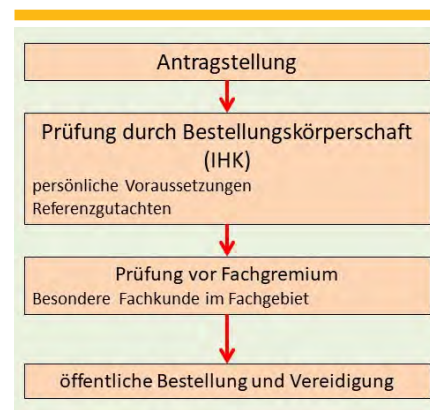 Antragstellung
Prüfung durch Bestellungskörperschaft
(IHK)
persönliche Voraussetzungen
Referenzgutachten
Prüfung vor Fachgremium
Besondere Fachkunde im Fachgebiet
öffentliche Bestellung und Vereidigung